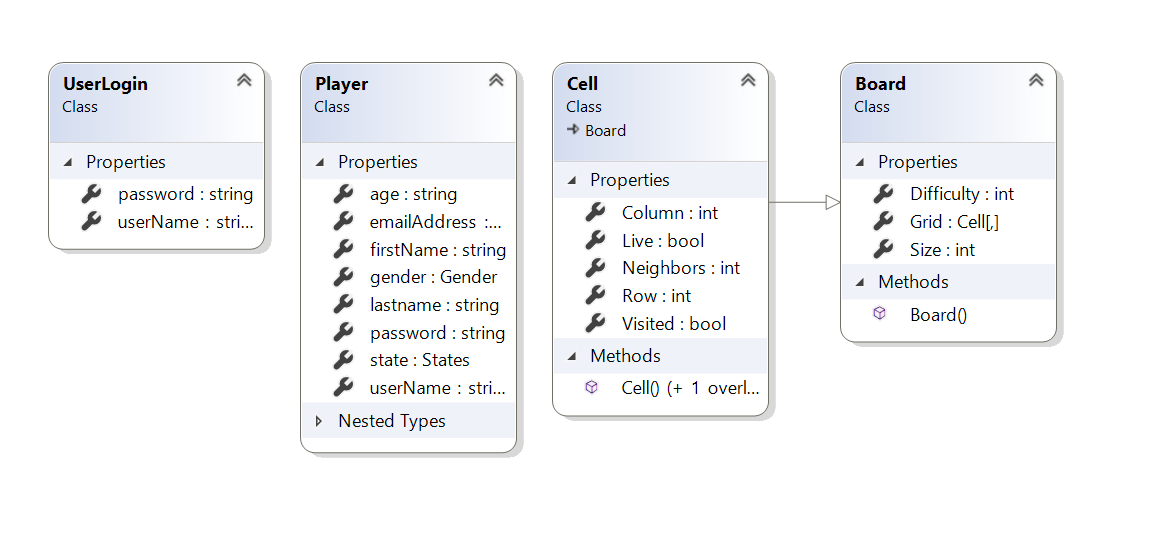 UserLogin
Class
Properties
password : string
userName : stri...
Player
Class
Properties
age : string
emailAddress :...
firstName : string
gender : Gender
lastname : string
password : string
state : States
userName : stri...
Nested Types
Cell
Class
Board
Properties
Column : int
Live : bool
Neighbors : int
Row : int
Visited : bool
Methods
Cell() (+ 1 overl...
Board
Class
Properties
Difficulty : int
Grid : Cell[,]
Size : int
Methods
Board()